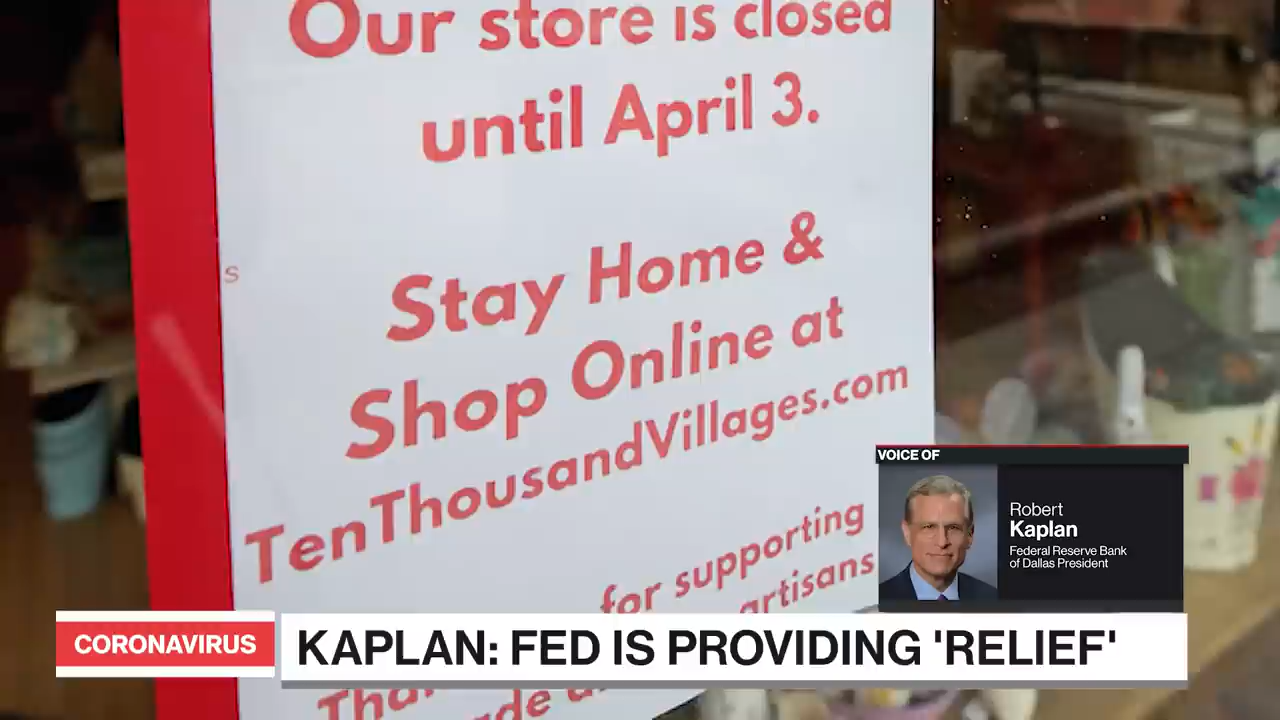 Our store is closed
until April 3.
s
Stay Home &
Shop Online at
TenThousandVillages.com
for supporting
artisans
VOICE OF
Robert
Kaplan
Federal Reserve Bank
of Dallas President
CORONAVIRUS
KAPLAN: FED IS PROVIDING 'RELIEF'